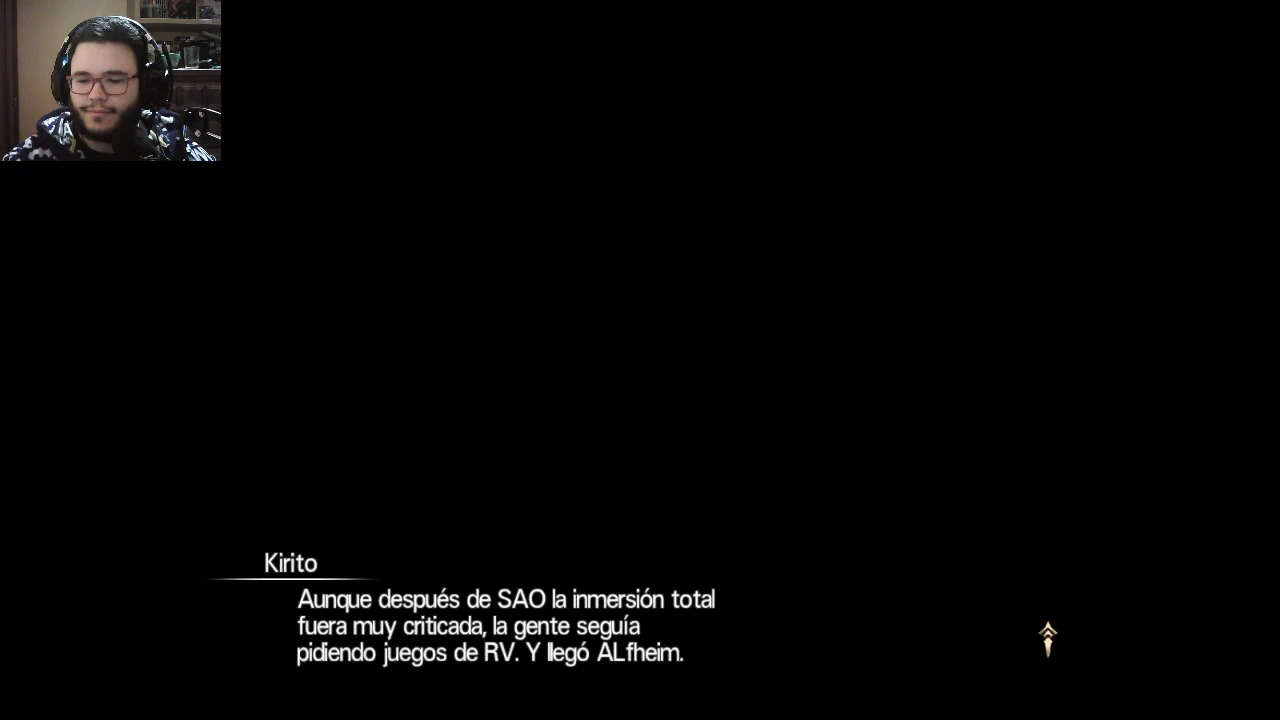 Kirito
Aunque después de SAO la inmersión total
fuera muy criticada, la gente seguía
pidiendo juegos de RV. Y llegó ALfheim.